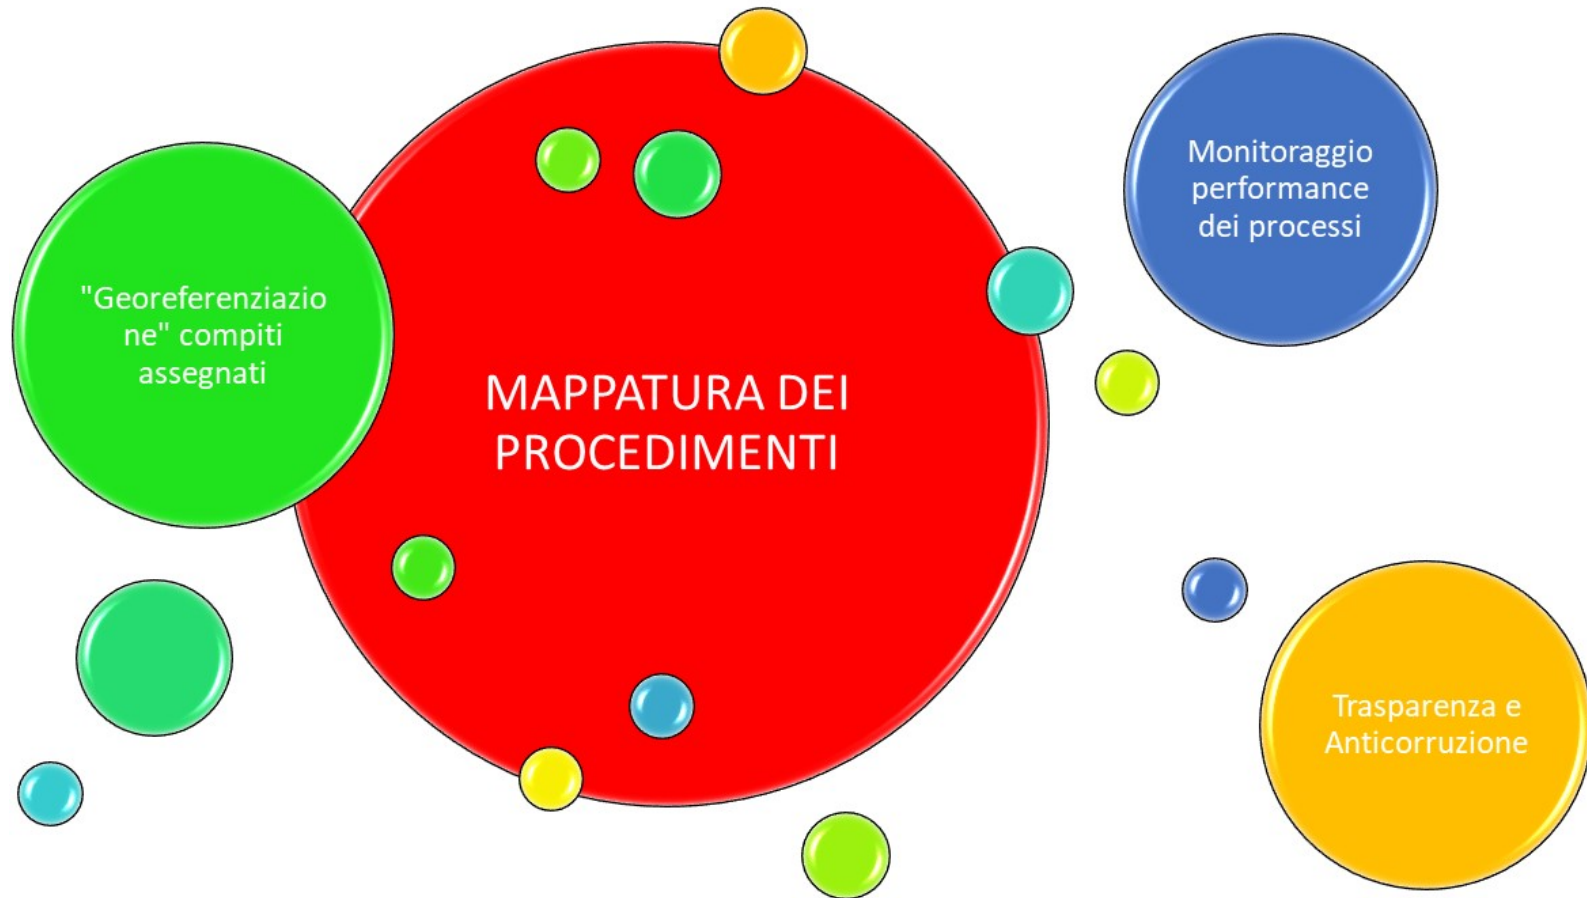 "Georeferenziazio
ne" compiti
assegnati
MAPPATURA DEI
PROCEDIMENTI
Monitoraggio
performance
dei processi
Trasparenza e
Anticorruzione